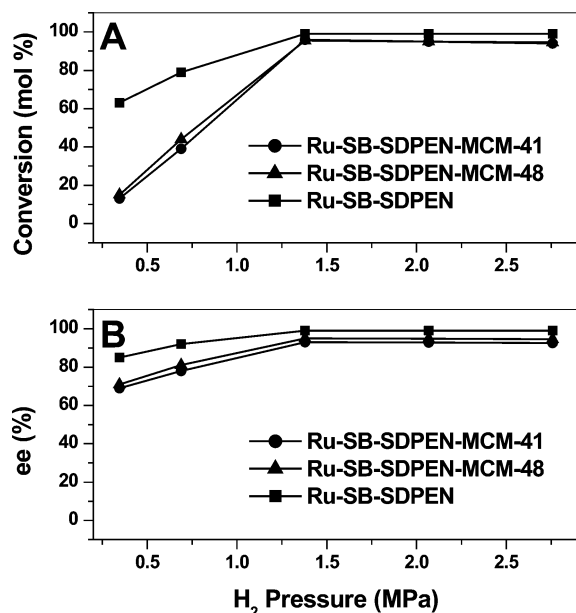 A
Conversion (mol %)
100
80
60
40
20
0
Ru-SB-SDPEN-MCM-41
Ru-SB-SDPEN-MCM-48
Ru-SB-SDPEN
0.5 1.0 1.5 2.0 2.5
B
ee (%)
100
80
60
40
20
0
Ru-SB-SDPEN-MCM-41
Ru-SB-SDPEN-MCM-48
Ru-SB-SDPEN
0.5 1.0 1.5 2.0 2.5
H₂ Pressure (MPa)